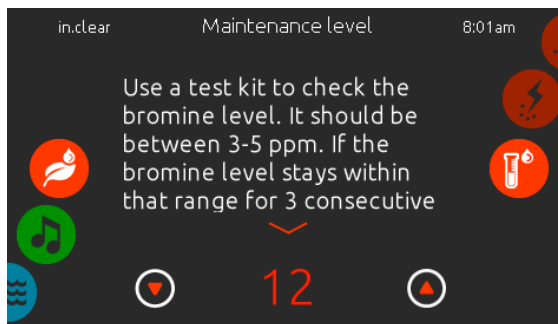 in.clear Maintenance level 8:01am
Use a test kit to check the
bromine level. It should be
between 3-5 ppm. If the
bromine level stays within
that range for 3 consecutive
12